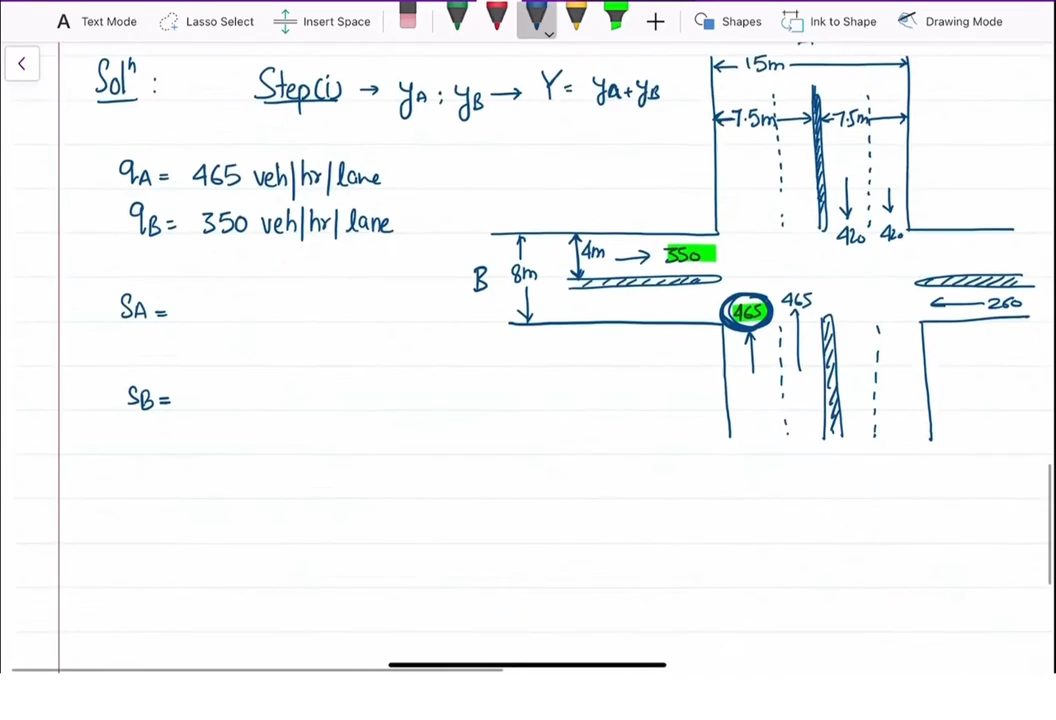 A Text Mode Lasso Select Insert Space Shapes Ink to Shape Drawing Mode
Solⁿ : Step(i) → yA ; yB → Y = yA + yB
qA = 465 veh/hr/lane
qB = 350 veh/hr/lane
SA =
SB =
15m
7.5m 7.5m
420 420
B 8m 4m → 350
465 465
← 260